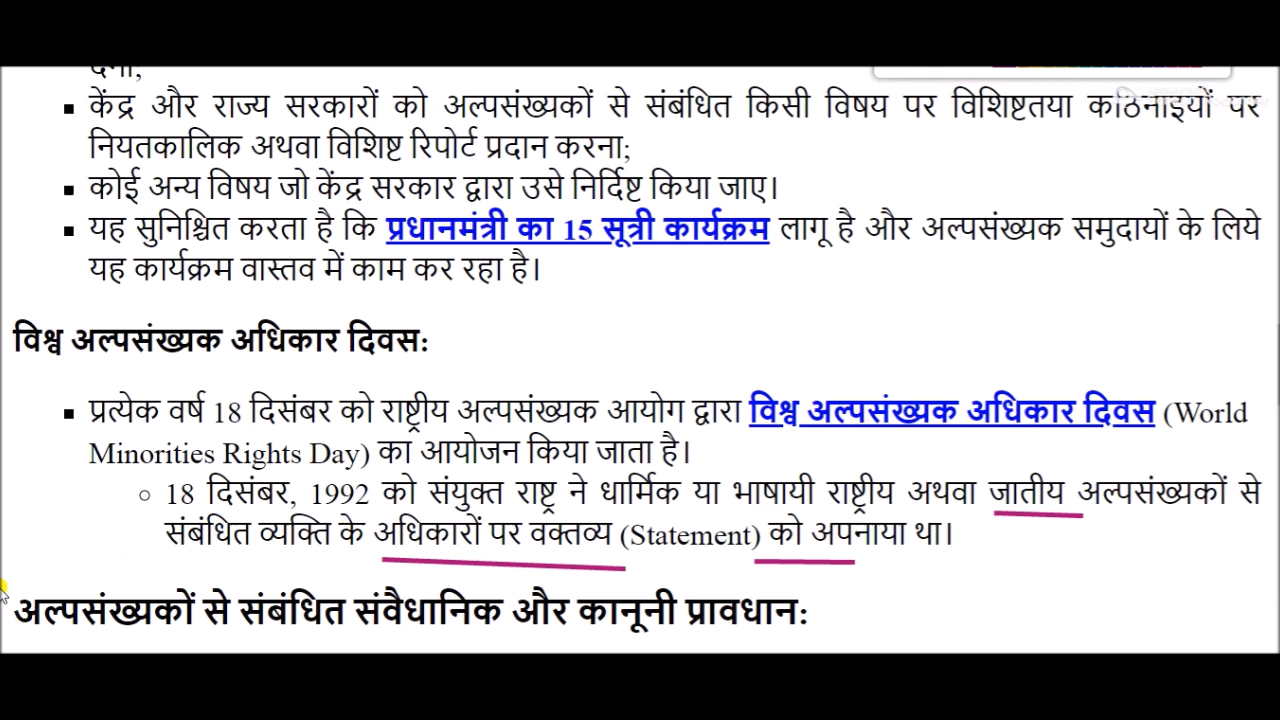 केंद्र और राज्य सरकारों को अल्पसंख्यकों से संबंधित किसी विषय पर विशिष्टतया कठिनाइयों पर
नियतकालिक अथवा विशिष्ट रिपोर्ट प्रदान करना;
कोई अन्य विषय जो केंद्र सरकार द्वारा उसे निर्दिष्ट किया जाए।
यह सुनिश्चित करता है कि प्रधानमंत्री का 15 सूत्री कार्यक्रम लागू है और अल्पसंख्यक समुदायों के लिये
यह कार्यक्रम वास्तव में काम कर रहा है।
विश्व अल्पसंख्यक अधिकार दिवस:
प्रत्येक वर्ष 18 दिसंबर को राष्ट्रीय अल्पसंख्यक आयोग द्वारा विश्व अल्पसंख्यक अधिकार दिवस (World
Minorities Rights Day) का आयोजन किया जाता है।
18 दिसंबर, 1992 को संयुक्त राष्ट्र ने धार्मिक या भाषायी राष्ट्रीय अथवा जातीय अल्पसंख्यकों से
संबंधित व्यक्ति के अधिकारों पर वक्तव्य (Statement) को अपनाया था।
अल्पसंख्यकों से संबंधित संवैधानिक और कानूनी प्रावधान: